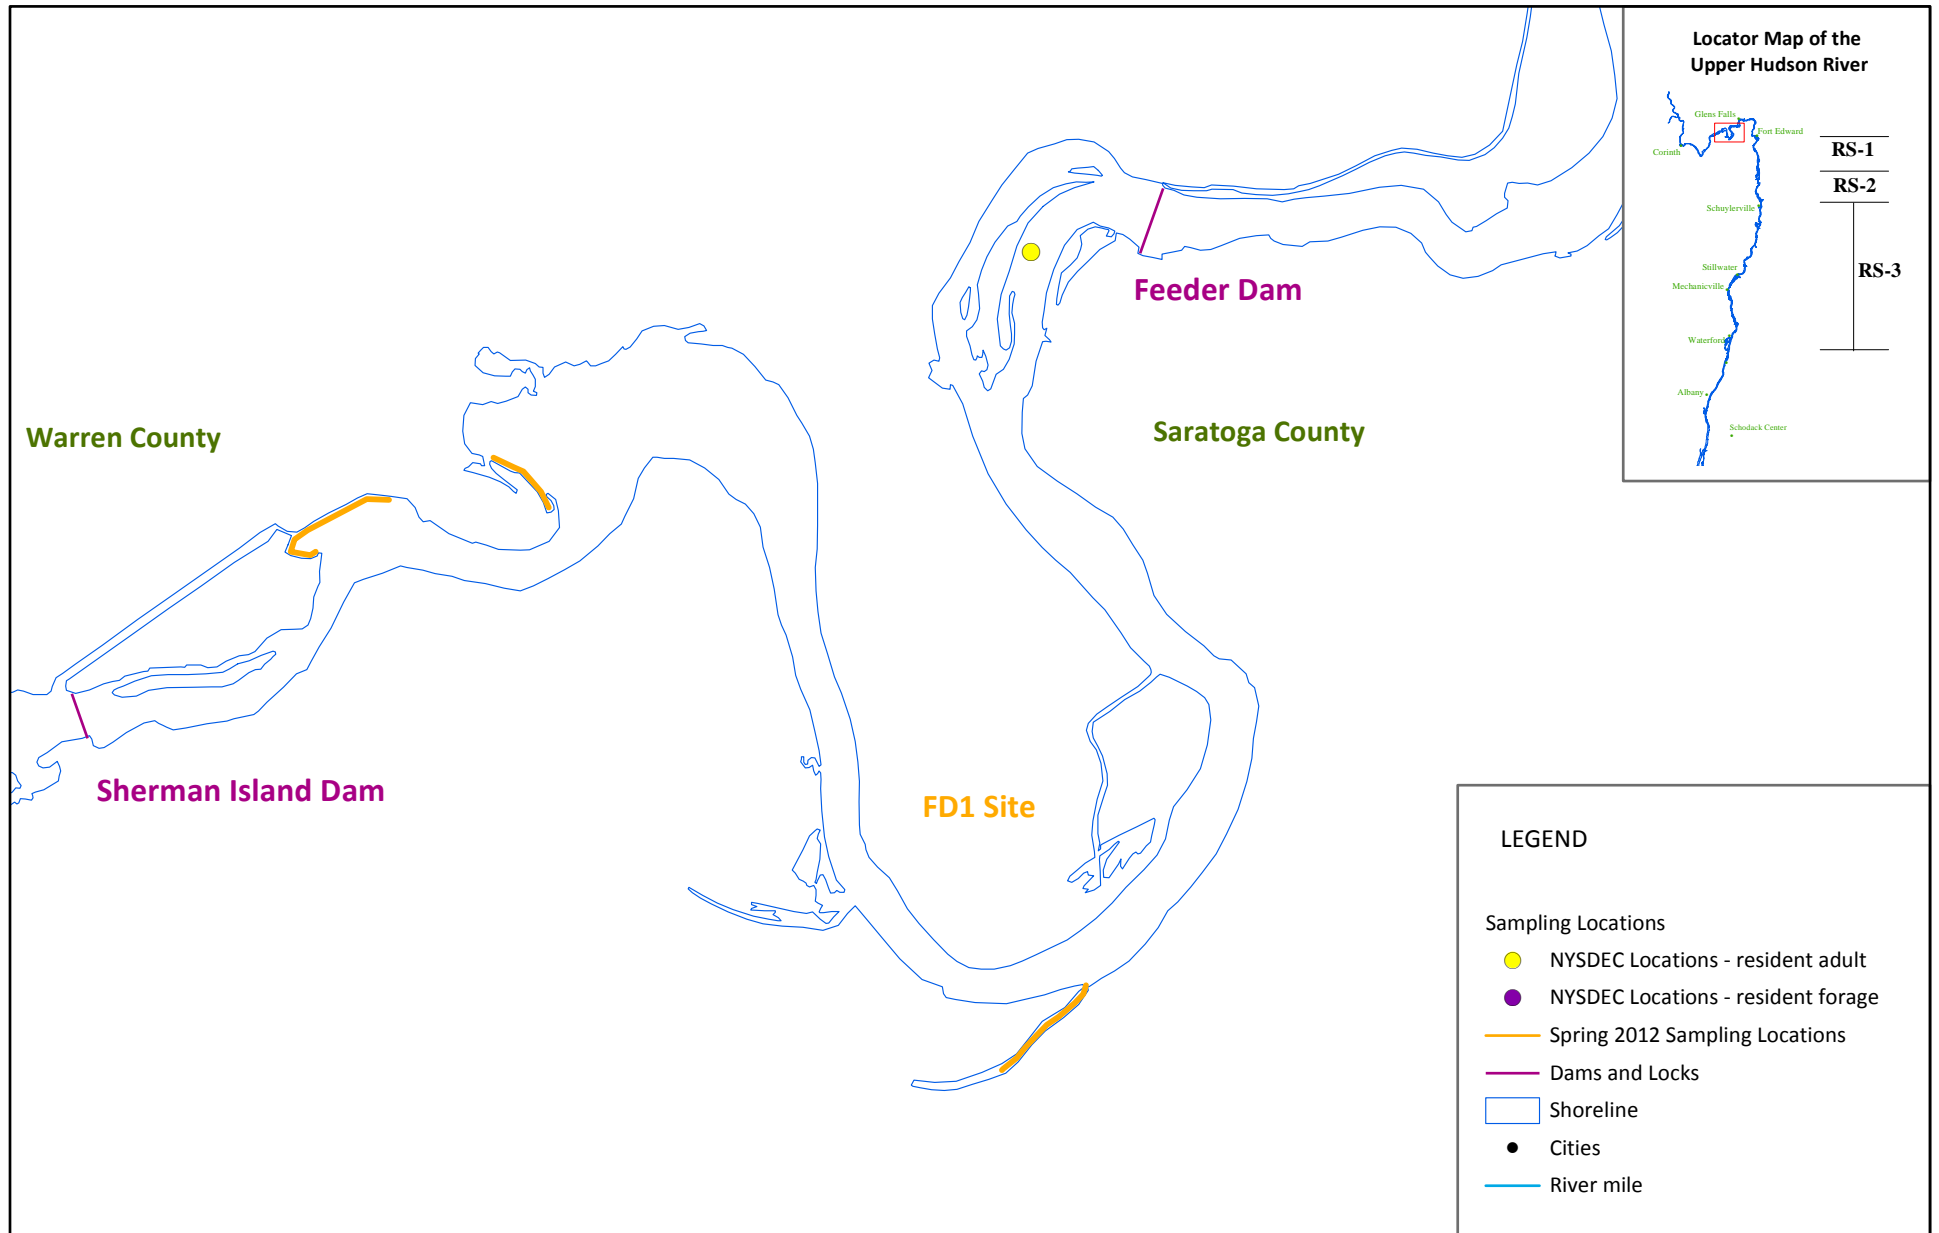 Locator Map of the
Upper Hudson River
Glens Falls
Fort Edward
Corinth
RS-1
RS-2
Schuylerville
RS-3
Stillwater
Mechanicville
Waterford
Albany
Schodack Center
Feeder Dam
Warren County
Saratoga County
Sherman Island Dam
FD1 Site
LEGEND
Sampling Locations
NYSDEC Locations - resident adult
NYSDEC Locations - resident forage
Spring 2012 Sampling Locations
Dams and Locks
Shoreline
Cities
River mile